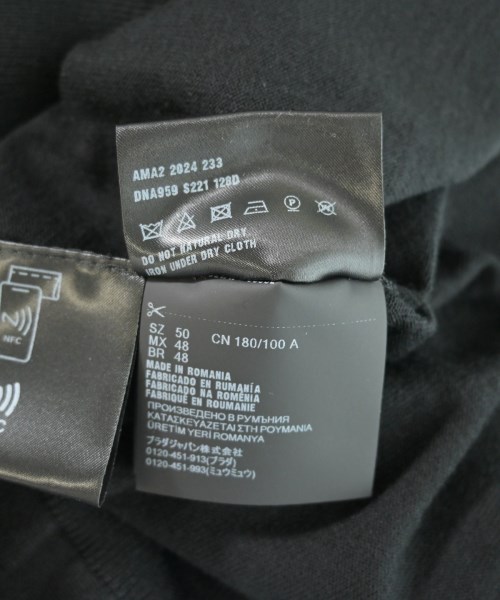 AMA2 2024 233
DNA959 S221 128D
DO NOT NATURAL DRY
IRON UNDER DRY CLOTH
NFC
C
SZ 50
MX 48
BR 48
CN 180/100 A
MADE IN ROMANIA
FABRICADO EN RUMANÍA
FABRICADO NA ROMÉNIA
FABRIQUÉ EN ROUMANIE
ПРОИЗВЕДЕНО В РУМЪНИЯ
ΚΑΤΑΣΚΕΥΑΖΕΤΑΙ ΣΤΗ ΡΟΥΜΑΝΙΑ
ÜRETİM YERİ ROMANYA
プラダジャパン株式会社
0120-451-913(プラダ)
0120-451-993(ミュウミュウ)